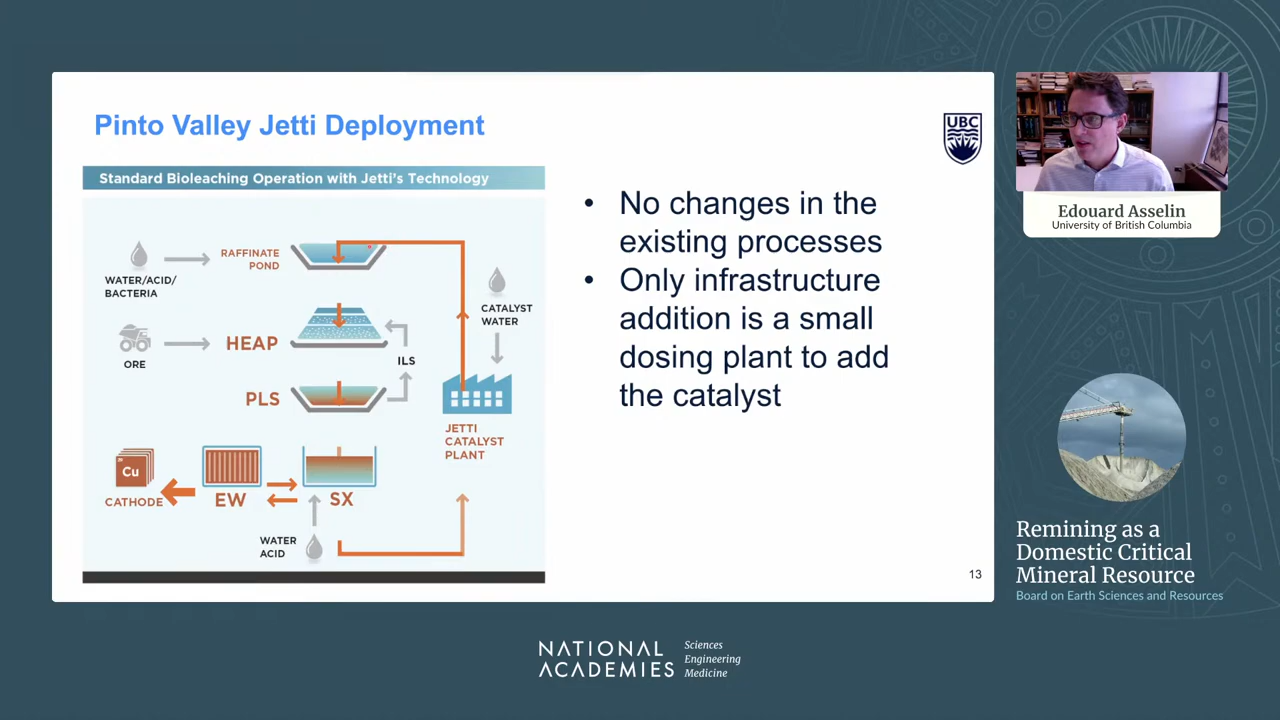 Pinto Valley Jetti Deployment
UBC
Standard Bioleaching Operation with Jetti's Technology
WATER/ACID/
BACTERIA
RAFFINATE
POND
CATALYST
WATER
ORE
HEAP
ILS
PLS
JETTI
CATALYST
PLANT
Cu
CATHODE
EW
SX
WATER
ACID
• No changes in the
existing processes
• Only infrastructure
addition is a small
dosing plant to add
the catalyst
13
Edouard Asselin
University of British Columbia
Remining as a
Domestic Critical
Mineral Resource
Board on Earth Sciences and Resources
NATIONAL
ACADEMIES
Sciences
Engineering
Medicine